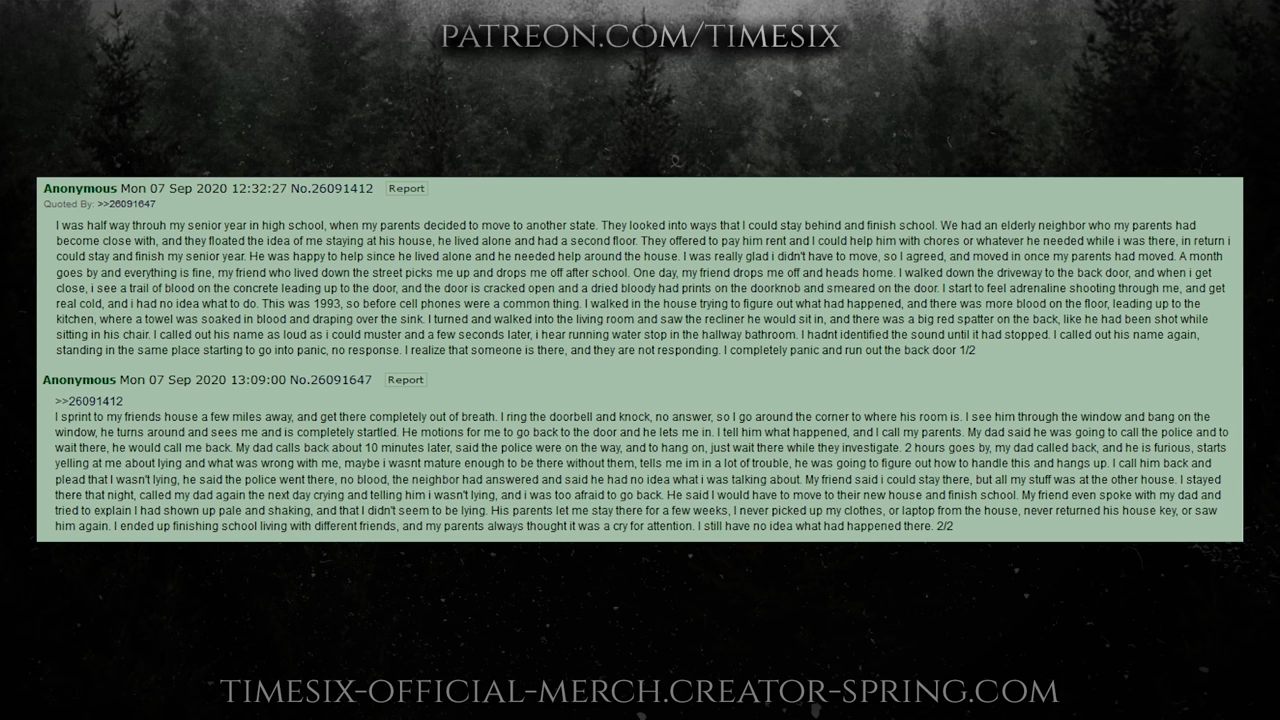 PATREON.COM/TIMESIX
Anonymous Mon 07 Sep 2020 12:32:27 No.26091412 Report
Quoted By: >>26091647
I was half way throuh my senior year in high school, when my parents decided to move to another state. They looked into ways that I could stay behind and finish school. We had an elderly neighbor who my parents had
become close with, and they floated the idea of me staying at his house, he lived alone and had a second floor. They offered to pay him rent and I could help him with chores or whatever he needed while i was there, in return i
could stay and finish my senior year. He was happy to help since he lived alone and he needed help around the house. I was really glad i didn't have to move, so I agreed, and moved in once my parents had moved. A month
goes by and everything is fine, my friend who lived down the street picks me up and drops me off after school. One day, my friend drops me off and heads home. I walked down the driveway to the back door, and when i get
close, i see a trail of blood on the concrete leading up to the door, and the door is cracked open and a dried bloody had prints on the doorknob and smeared on the door. I start to feel adrenaline shooting through me, and get
real cold, and i had no idea what to do. This was 1993, so before cell phones were a common thing. I walked in the house trying to figure out what had happened, and there was more blood on the floor, leading up to the
kitchen, where a towel was soaked in blood and draping over the sink. I turned and walked into the living room and saw the recliner he would sit in, and there was a big red spatter on the back, like he had been shot while
sitting in his chair. I called out his name as loud as i could muster and a few seconds later, i hear running water stop in the hallway bathroom. I hadnt identified the sound until it had stopped. I called out his name again,
standing in the same place starting to go into panic, no response. I realize that someone is there, and they are not responding. I completely panic and run out the back door 1/2
Anonymous Mon 07 Sep 2020 13:09:00 No.26091647 Report
>>26091412
I sprint to my friends house a few miles away, and get there completely out of breath. I ring the doorbell and knock, no answer, so I go around the corner to where his room is. I see him through the window and bang on the
window, he turns around and sees me and is completely startled. He motions for me to go back to the door and he lets me in. I tell him what happened, and I call my parents. My dad said he was going to call the police and to
wait there, he would call me back. My dad calls back about 10 minutes later, said the police were on the way, and to hang on, just wait there while they investigate. 2 hours goes by, my dad called back, and he is furious, starts
yelling at me about lying and what was wrong with me, maybe i wasnt mature enough to be there without them, tells me im in a lot of trouble, he was going to figure out how to handle this and hangs up. I call him back and
plead that I wasn't lying, he said the police went there, no blood, the neighbor had answered and said he had no idea what i was talking about. My friend said i could stay there, but all my stuff was at the other house. I stayed
there that night, called my dad again the next day crying and telling him i wasn't lying, and i was too afraid to go back. He said I would have to move to their new house and finish school. My friend even spoke with my dad and
tried to explain I had shown up pale and shaking, and that I didn't seem to be lying. His parents let me stay there for a few weeks, I never picked up my clothes, or laptop from the house, never returned his house key, or saw
him again. I ended up finishing school living with different friends, and my parents always thought it was a cry for attention. I still have no idea what had happened there. 2/2
TIMESIX-OFFICIAL-MERCH.CREATOR-SPRING.COM